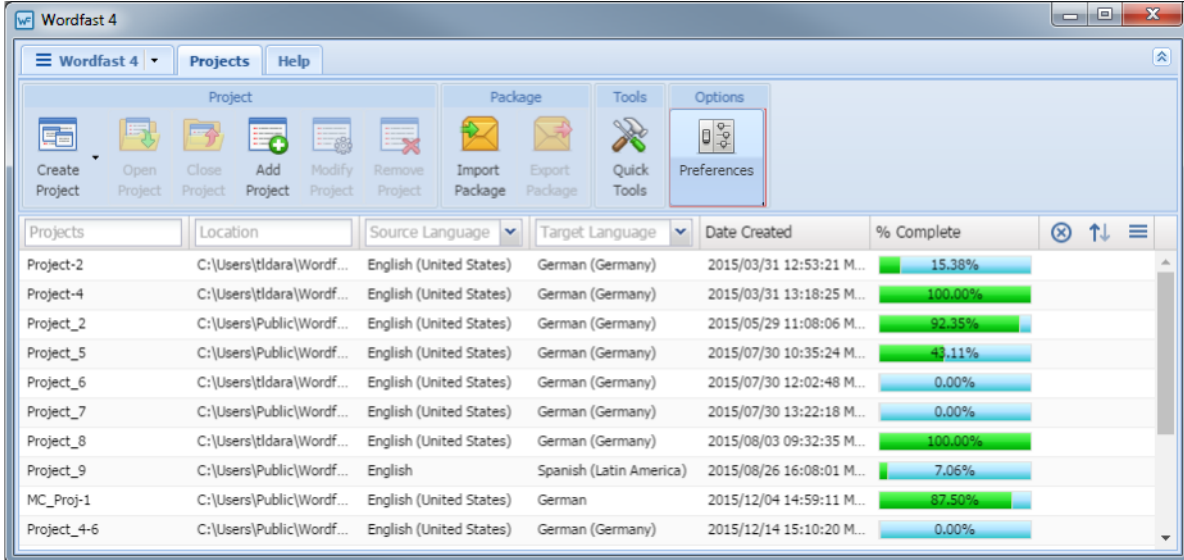 Wordfast 4
Wordfast 4 Projects Help
Project Package Tools Options
Create Project Open Project Close Project Add Project Modify Project Remove Project Import Package Export Package Quick Tools Preferences
Projects Location Source Language Target Language Date Created % Complete
Project-2 C:\Users\tldara\Wordf... English (United States) German (Germany) 2015/03/31 12:53:21 M... 15.38%
Project-4 C:\Users\tldara\Wordf... English (United States) German (Germany) 2015/03/31 13:18:25 M... 100.00%
Project_2 C:\Users\Public\Wordf... English (United States) German (Germany) 2015/05/29 11:08:06 M... 92.35%
Project_5 C:\Users\Public\Wordf... English (United States) German (Germany) 2015/07/30 10:35:24 M... 43.11%
Project_6 C:\Users\tldara\Wordf... English (United States) German (Germany) 2015/07/30 12:02:48 M... 0.00%
Project_7 C:\Users\Public\Wordf... English (United States) German (Germany) 2015/07/30 13:22:18 M... 0.00%
Project_8 C:\Users\tldara\Wordf... English (United States) German (Germany) 2015/08/03 09:32:35 M... 100.00%
Project_9 C:\Users\Public\Wordf... English Spanish (Latin America) 2015/08/26 16:08:01 M... 7.06%
MC_Proj-1 C:\Users\Public\Wordf... English (United States) German 2015/12/04 14:59:11 M... 87.50%
Project_4-6 C:\Users\Public\Wordf... English (United States) German (Germany) 2015/12/14 15:10:20 M... 0.00%